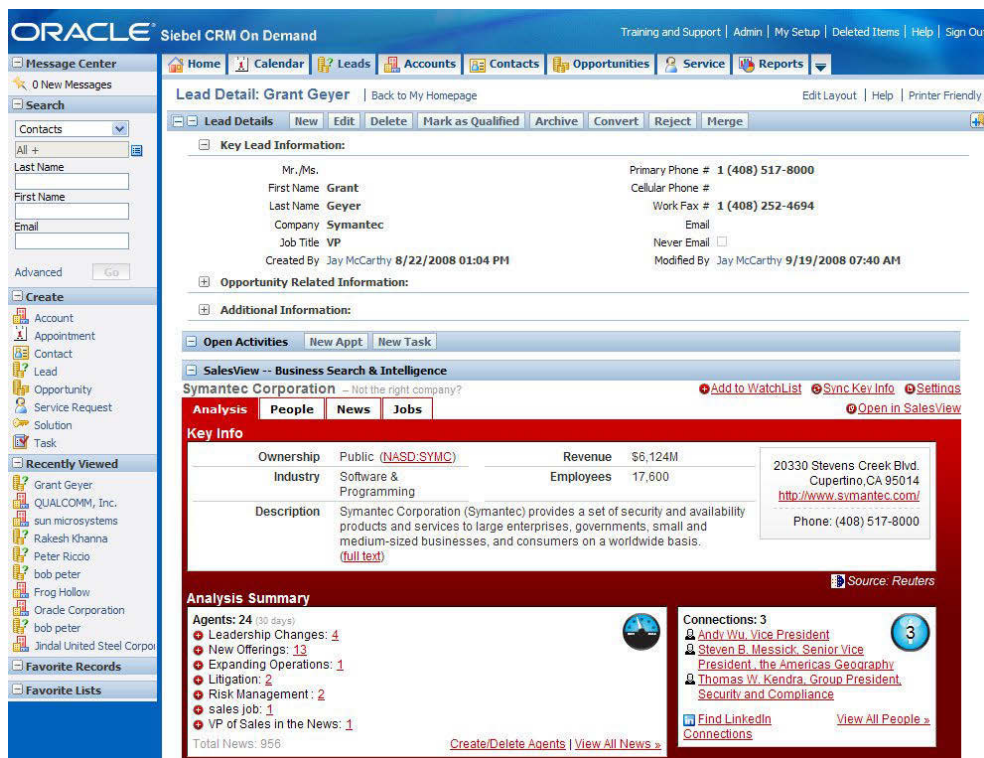 ORACLE Siebel CRM On Demand
Training and Support | Admin | My Setup | Deleted Items | Help | Sign Ou
Message Center
0 New Messages
Search
Contacts
All +
Last Name
First Name
Email
Advanced Go
Create
Account
Appointment
Contact
Lead
Opportunity
Service Request
Solution
Task
Recently Viewed
Grant Geyer
QUALCOMM, Inc.
sun microsystems
Rakesh Khanna
Peter Riccio
bob peter
Frog Hollow
Oracle Corporation
bob peter
Jindal United Steel Corpo
Favorite Records
Favorite Lists
Home Calendar Leads Accounts Contacts Opportunities Service Reports
Lead Detail: Grant Geyer | Back to My Homepage Edit Layout | Help | Printer Friendly
Lead Details New Edit Delete Mark as Qualified Archive Convert Reject Merge
Key Lead Information:
Mr./Ms. Primary Phone # 1 (408) 517-8000
First Name Grant Cellular Phone #
Last Name Geyer Work Fax # 1 (408) 252-4694
Company Symantec Email
Job Title VP Never Email
Created By Jay McCarthy 8/22/2008 01:04 PM Modified By Jay McCarthy 9/19/2008 07:40 AM
Opportunity Related Information:
Additional Information:
Open Activities New Appt New Task
SalesView -- Business Search & Intelligence
Symantec Corporation – Not the right company? Add to WatchList Sync Key Info Settings
Analysis People News Jobs Open in SalesView
Key Info
Ownership Public (NASD:SYMC) Revenue $6,124M
Industry Software & Programming Employees 17,600
Description Symantec Corporation (Symantec) provides a set of security and availability
products and services to large enterprises, governments, small and
medium-sized businesses, and consumers on a worldwide basis.
(full text)
20330 Stevens Creek Blvd.
Cupertino,CA 95014
http://www.symantec.com/
Phone: (408) 517-8000
Source: Reuters
Analysis Summary
Agents: 24 (30 days)
Leadership Changes: 4
New Offerings: 13
Expanding Operations: 1
Litigation: 2
Risk Management : 2
sales job: 1
VP of Sales in the News: 1
Total News: 956 Create/Delete Agents | View All News »
Connections: 3
3
Andy Wu, Vice President
Steven B. Messick, Senior Vice
President , the Americas Geography
Thomas W. Kendra, Group President,
Security and Compliance
Find LinkedIn Connections View All People »